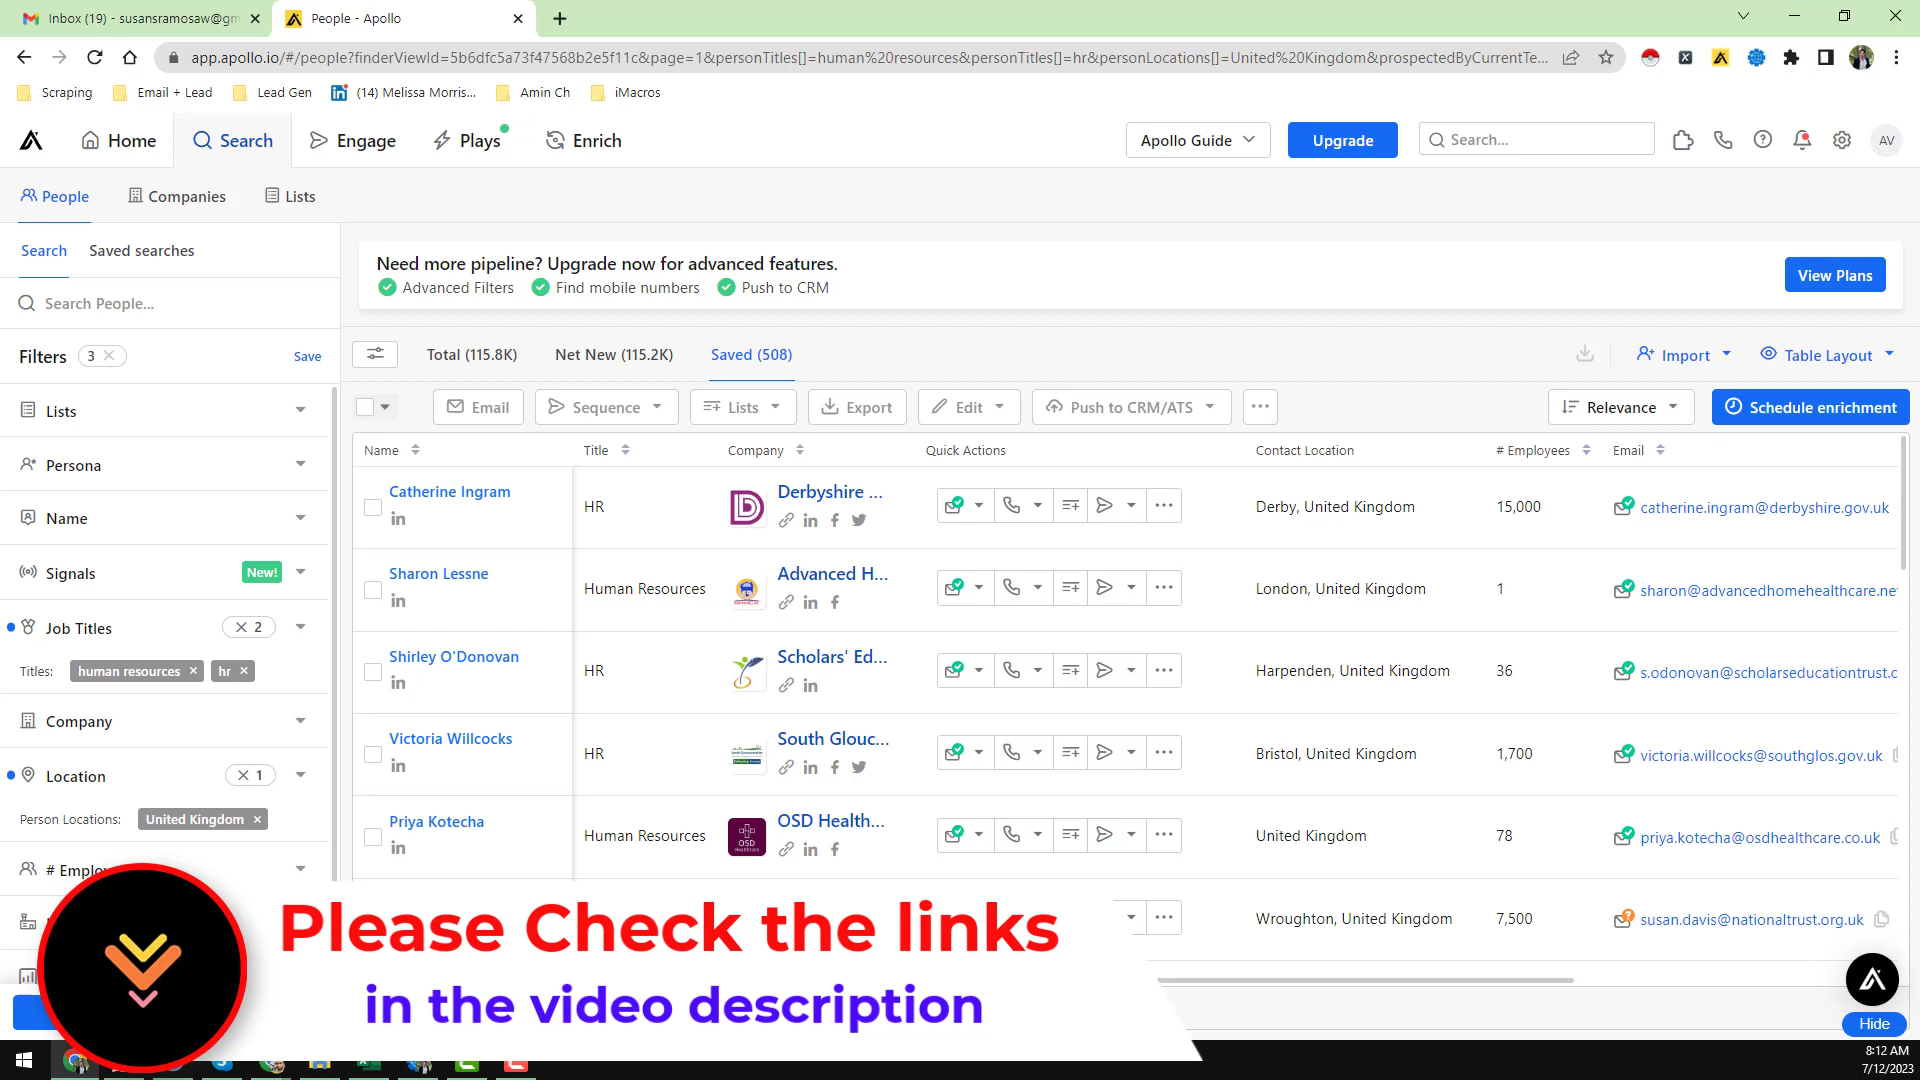 Inbox (19) - susansramosaw@gm
People - Apollo
app.apollo.io/#/people?finderViewId=5b6dfc5a73f47568b2e5f11c&page=1&personTitles[]=human%20resources&personTitles[]=hr&personLocations[]=United%20Kingdom&prospectedByCurrentTe...
Scraping
Email + Lead
Lead Gen
(14) Melissa Morris...
Amin Ch
iMacros
Home
Search
Engage
Plays
Enrich
Apollo Guide
Upgrade
Search...
AV
People
Companies
Lists
Search
Saved searches
Search People...
Need more pipeline? Upgrade now for advanced features.
Advanced Filters
Find mobile numbers
Push to CRM
View Plans
Filters
3
Save
Total (115.8K)
Net New (115.2K)
Saved (508)
Import
Table Layout
Email
Sequence
Lists
Export
Edit
Push to CRM/ATS
Relevance
Schedule enrichment
Lists
Persona
Name
Signals
New!
Job Titles
2
Titles:
human resources
hr
Company
Location
1
Person Locations:
United Kingdom
# Emplo
Name
Title
Company
Quick Actions
Contact Location
# Employees
Email
Catherine Ingram
HR
Derbyshire ...
Derby, United Kingdom
15,000
catherine.ingram@derbyshire.gov.uk
Sharon Lessne
Human Resources
Advanced H...
London, United Kingdom
1
sharon@advancedhomehealthcare.ne
Shirley O'Donovan
HR
Scholars' Ed...
Harpenden, United Kingdom
36
s.odonovan@scholarseducationtrust.c
Victoria Willcocks
HR
South Glouc...
Bristol, United Kingdom
1,700
victoria.willcocks@southglos.gov.uk
Priya Kotecha
Human Resources
OSD
Healthcare
OSD Health...
United Kingdom
78
priya.kotecha@osdhealthcare.co.uk
Wroughton, United Kingdom
7,500
susan.davis@nationaltrust.org.uk
Please Check the links
in the video description
Hide
8:12 AM
7/12/2023